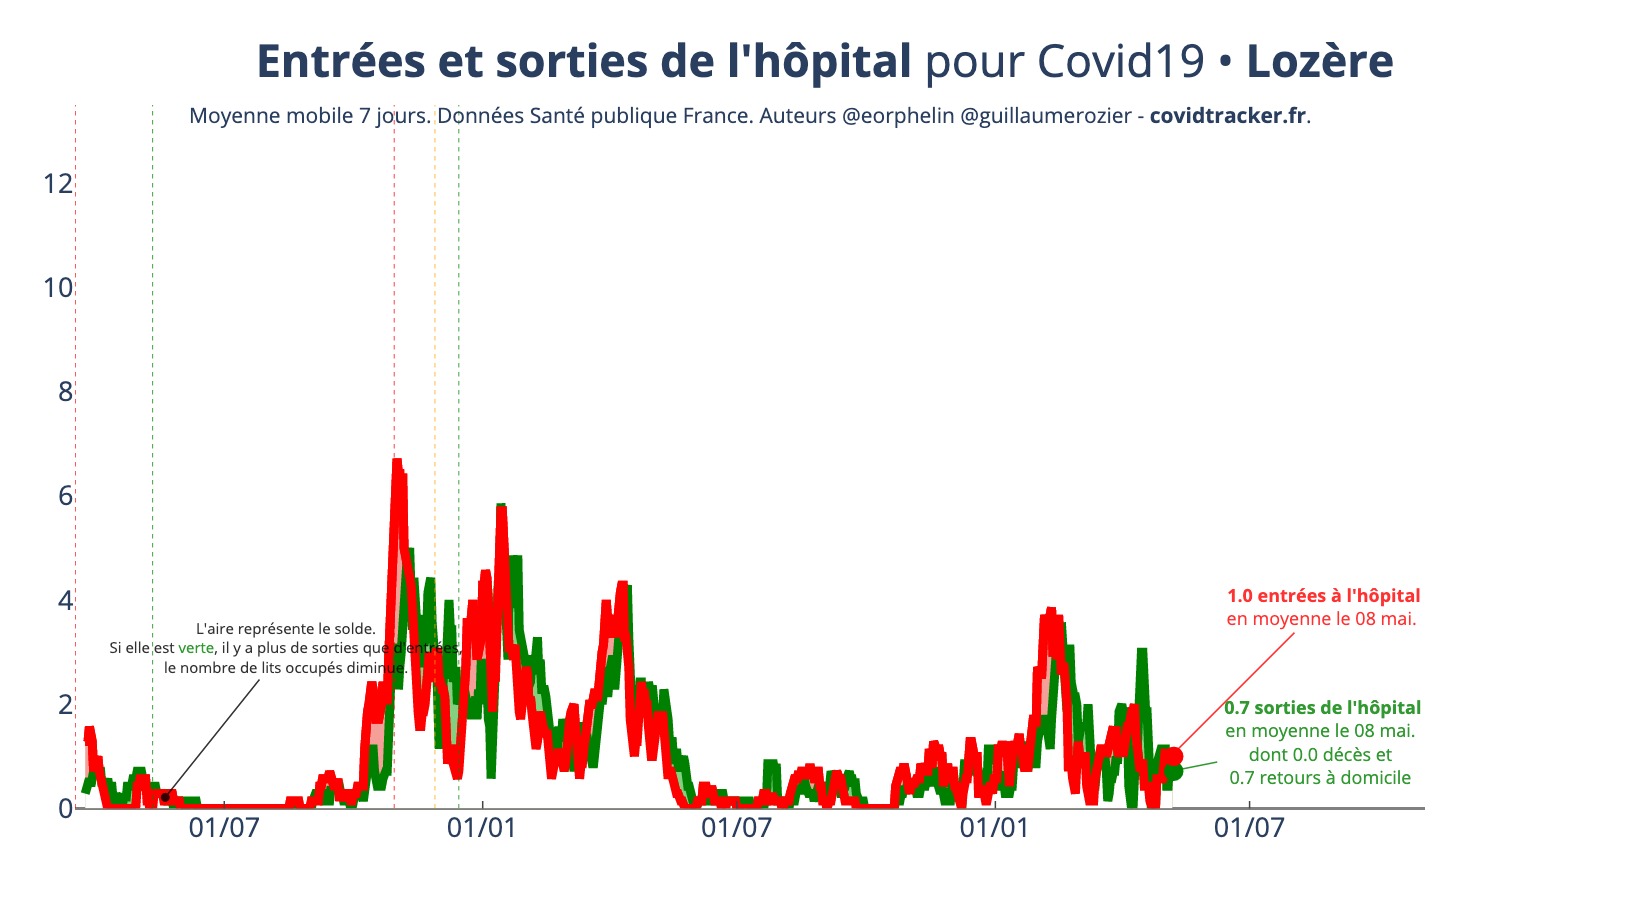 Entrées et sorties de l'hôpital pour Covid19 • Lozère
Moyenne mobile 7 jours. Données Santé publique France. Auteurs @eorphelin @guillaumerozier - covidtracker.fr.
12
10
8
6
4
2
0
L'aire représente le solde.
Si elle est verte, il y a plus de sorties que d'entrées,
le nombre de lits occupés diminue.
1.0 entrées à l'hôpital
en moyenne le 08 mai.
0.7 sorties de l'hôpital
en moyenne le 08 mai.
dont 0.0 décès et
0.7 retours à domicile
01/07
01/01
01/07
01/01
01/07